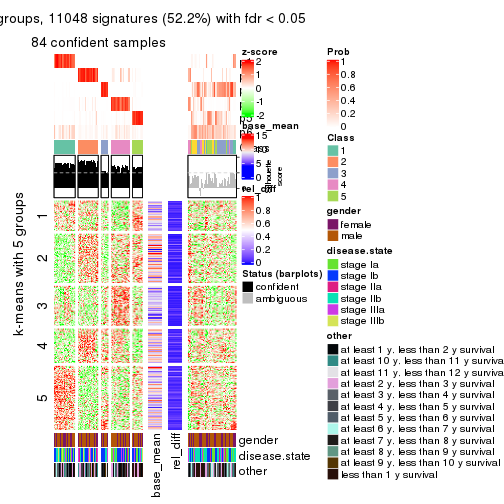 groups, 11048 signatures (52.2%) with fdr < 0.05
84 confident samples
k-means with 5 groups
1
2
3
4
5
z-score
2
1
0
-1
-2
base_mean
15
10
5
0
silhouette
score
rel_diff
1
0.8
0.6
0.4
0.2
0
Status (barplots)
confident
ambiguous
Prob
1
0.8
0.6
0.4
0.2
0
Class
1
2
3
4
5
gender
female
male
disease.state
stage Ia
stage Ib
stage IIa
stage IIb
stage IIIa
stage IIIb
other
at least 1 y. less than 2 y survival
at least 10 y. less than 11 y surviva
at least 11 y. less than 12 y surviva
at least 2 y. less than 3 y survival
at least 3 y. less than 4 y survival
at least 4 y. less than 5 y survival
at least 5 y. less than 6 y survival
at least 6 y. less than 7 y survival
at least 7 y. less than 8 y survival
at least 8 y. less than 9 y survival
at least 9 y. less than 10 y survival
less than 1 y survival
gender
disease.state
other
base_mean
rel_diff